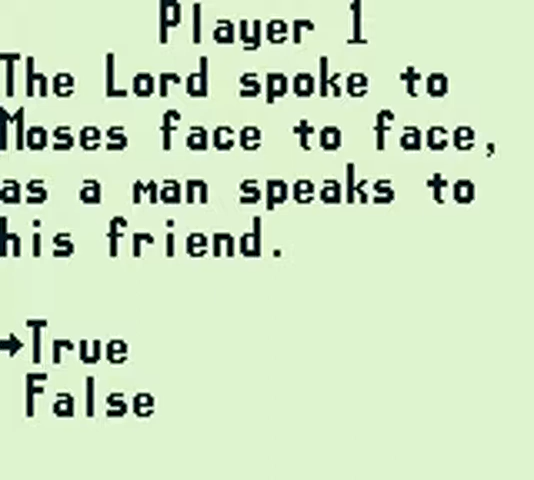 Player 1
The Lord spoke to
Moses face to face,
as a man speaks to
his friend.
→True
False